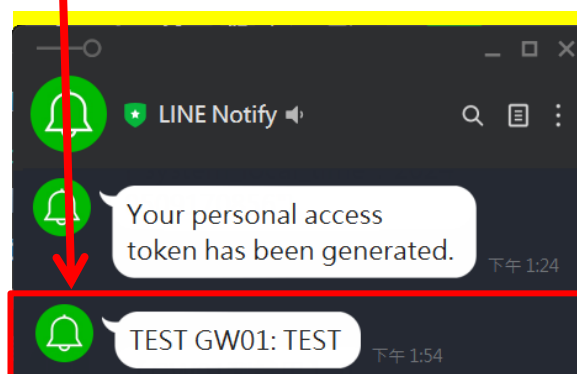 LINE Notify
Your personal access
token has been generated.
下午 1:24
TEST GW01: TEST
下午 1:54